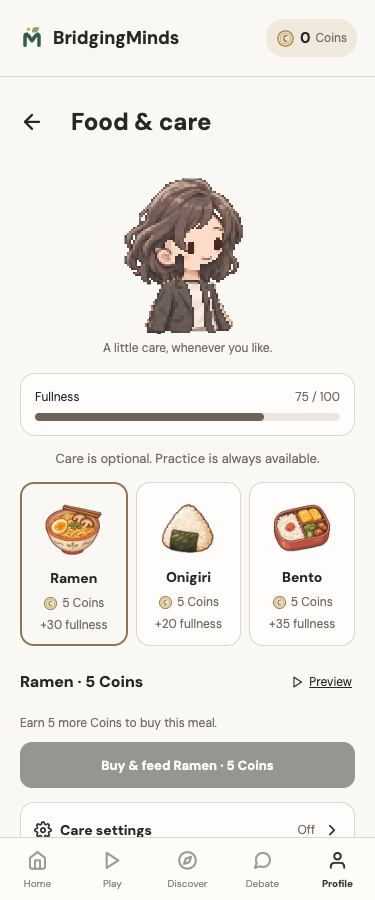 BridgingMinds
0 Coins
Food & care
A little care, whenever you like.
Fullness 75 / 100
Care is optional. Practice is always available.
Ramen Onigiri Bento
5 Coins 5 Coins 5 Coins
+30 fullness +20 fullness +35 fullness
Ramen · 5 Coins Preview
Earn 5 more Coins to buy this meal.
Buy & feed Ramen · 5 Coins
Care settings Off
Home Play Discover Debate Profile